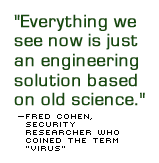 "Everything we
see now is just
an engineering
solution based
on old science."
—FRED COHEN,
SECURITY
RESEARCHER WHO
COINED THE TERM
"VIRUS"